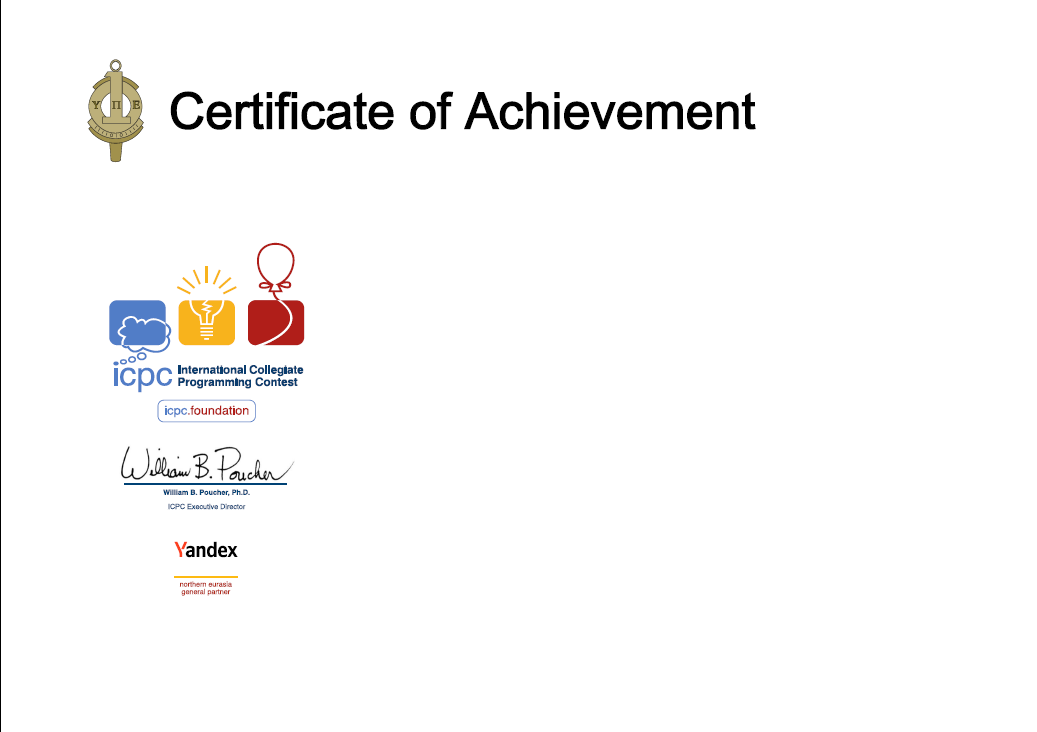 Υ Π Ε
Certificate of Achievement
icpc International Collegiate
Programming Contest
icpc.foundation
William B. Poucher
William B. Poucher, Ph.D.
ICPC Executive Director
Yandex
northern eurasia
general partner